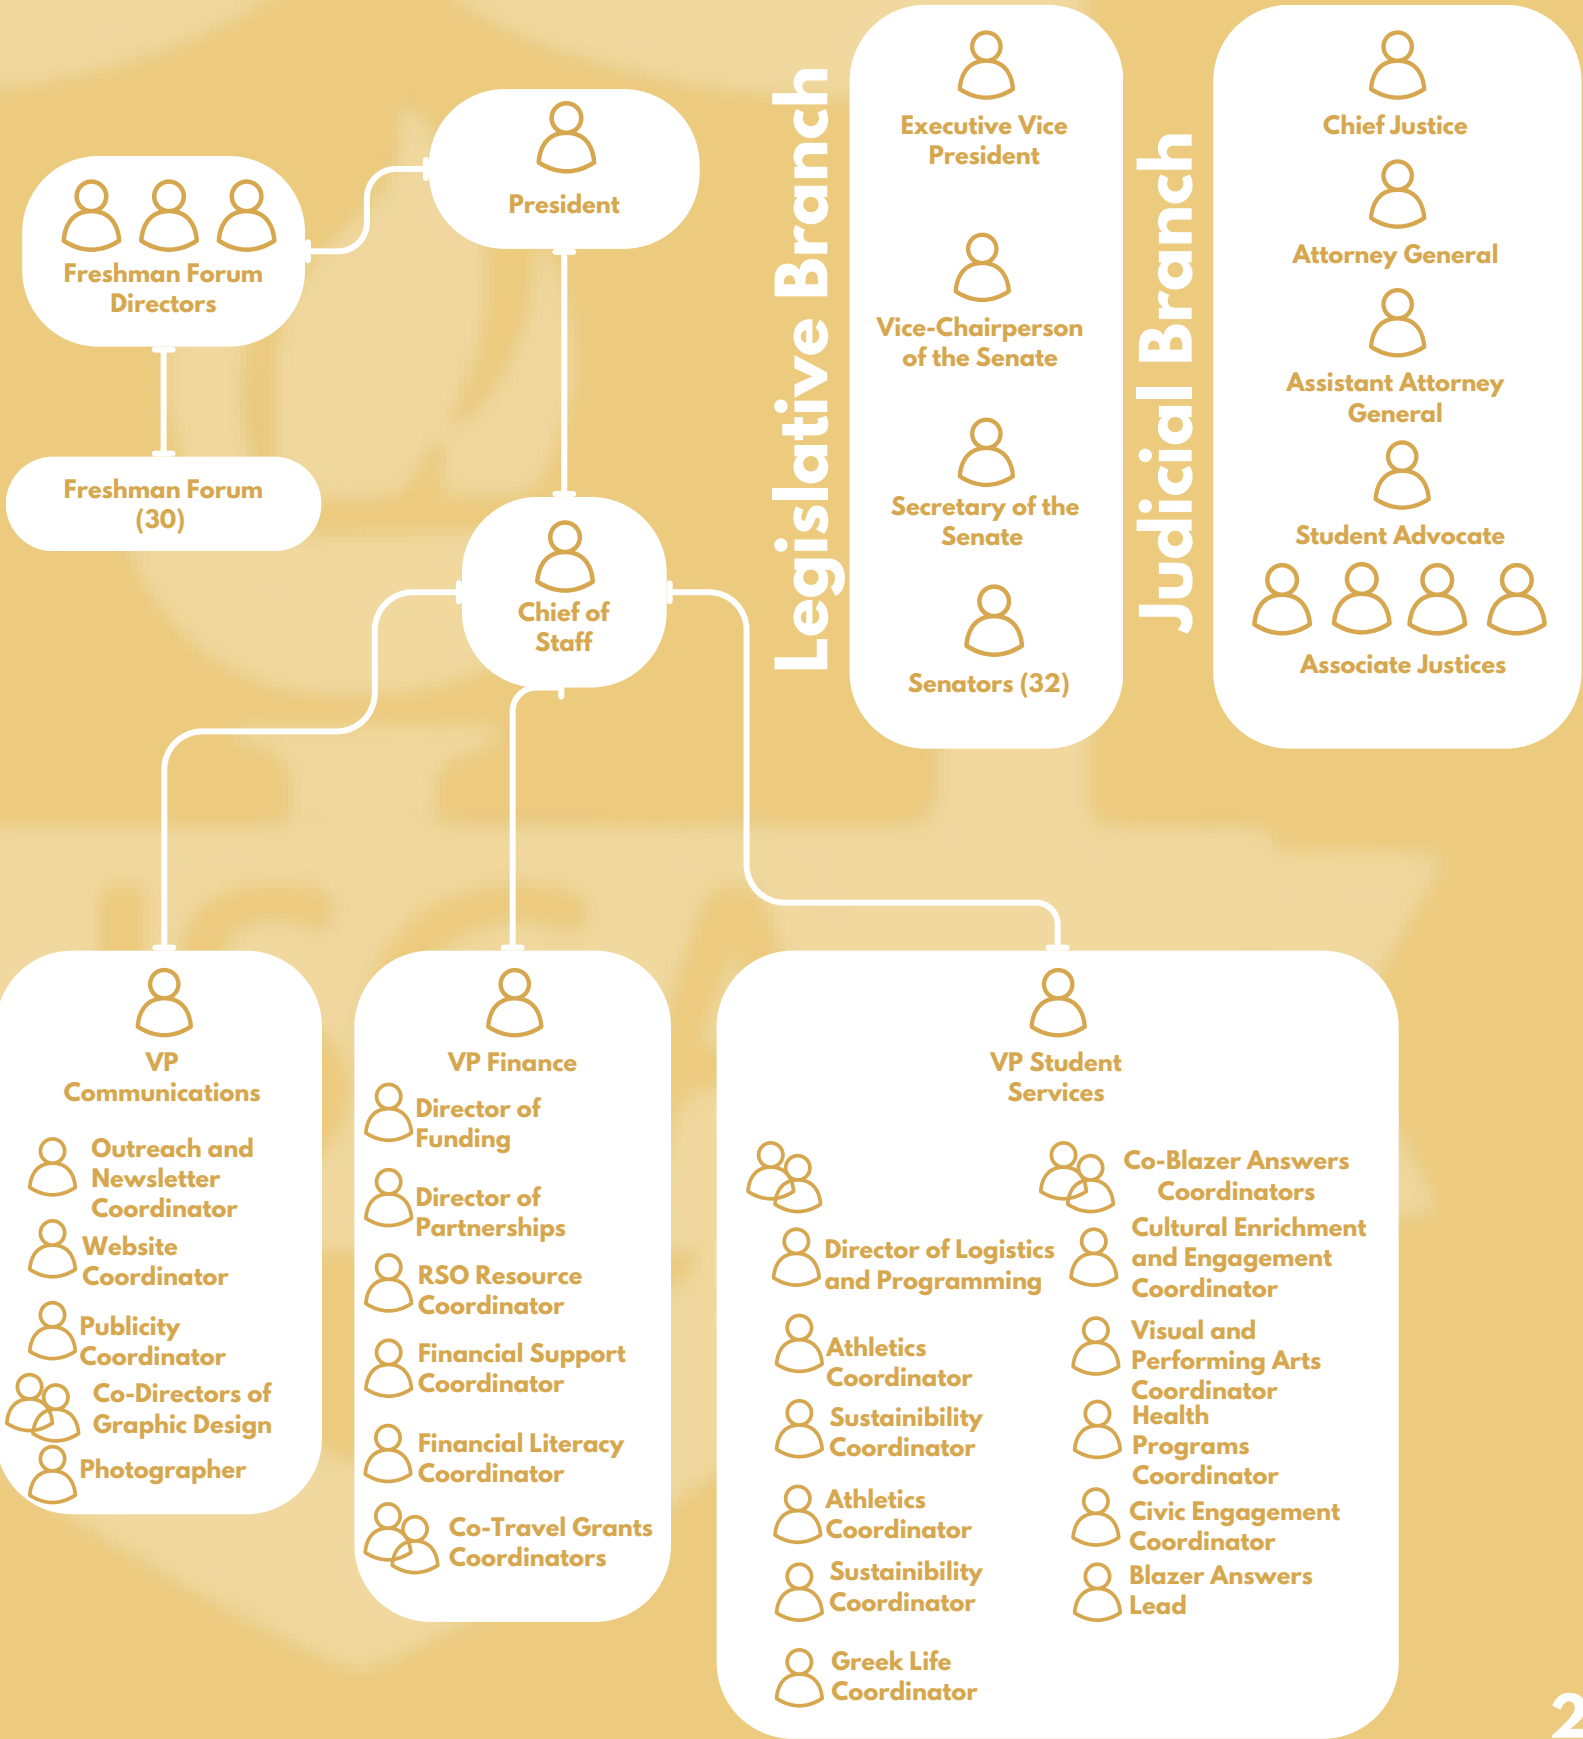 President
Freshman Forum
Directors
Freshman Forum
(30)
Chief of
Staff
Legislative Branch
Executive Vice
President
Vice-Chairperson
of the Senate
Secretary of the
Senate
Senators (32)
Judicial Branch
Chief Justice
Attorney General
Assistant Attorney
General
Student Advocate
Associate Justices
VP
Communications
Outreach and
Newsletter
Coordinator
Website
Coordinator
Publicity
Coordinator
Co-Directors of
Graphic Design
Photographer
VP Finance
Director of
Funding
Director of
Partnerships
RSO Resource
Coordinator
Financial Support
Coordinator
Financial Literacy
Coordinator
Co-Travel Grants
Coordinators
VP Student
Services
Director of Logistics
and Programming
Athletics
Coordinator
Sustainibility
Coordinator
Athletics
Coordinator
Sustainibility
Coordinator
Greek Life
Coordinator
Co-Blazer Answers
Coordinators
Cultural Enrichment
and Engagement
Coordinator
Visual and
Performing Arts
Coordinator
Health
Programs
Coordinator
Civic Engagement
Coordinator
Blazer Answers
Lead
2